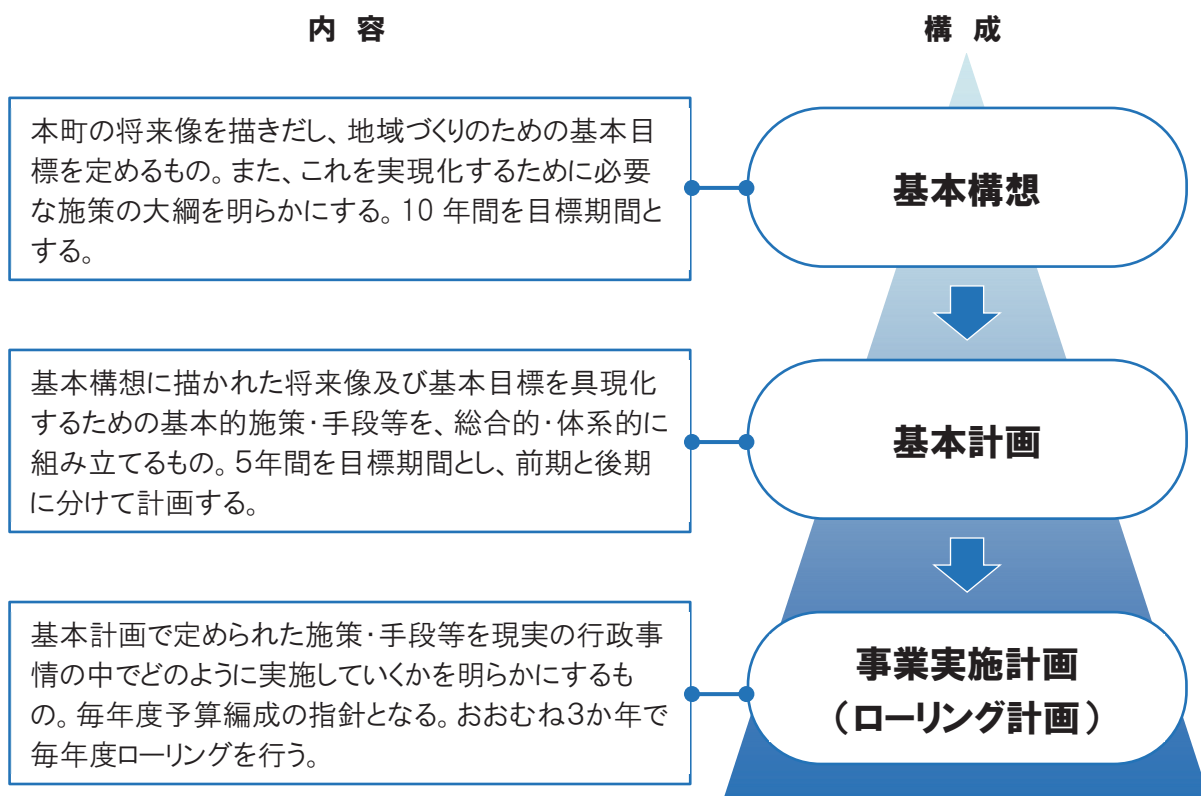 内 容
構 成
本町の将来像を描きだし、地域づくりのための基本目
標を定めるもの。また、これを実現化するために必要
な施策の大綱を明らかにする。10 年間を目標期間と
する。
基本構想
基本構想に描かれた将来像及び基本目標を具現化
するための基本的施策・手段等を、総合的・体系的に
組み立てるもの。5年間を目標期間とし、前期と後期
に分けて計画する。
基本計画
基本計画で定められた施策・手段等を現実の行政事
情の中でどのように実施していくかを明らかにするも
の。毎年度予算編成の指針となる。おおむね3か年で
毎年度ローリングを行う。
事業実施計画
（ローリング計画）